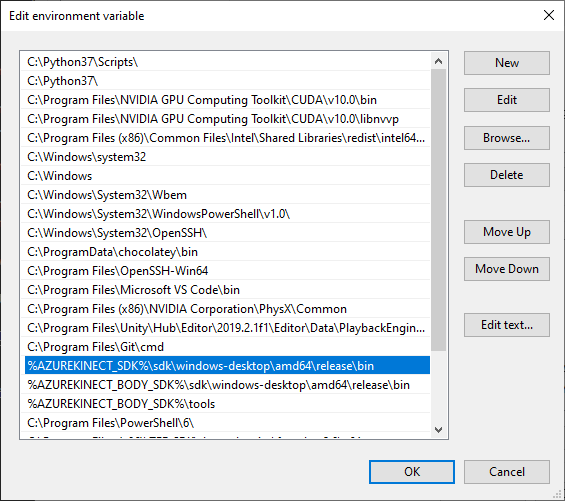 Edit environment variable
C:\Python37\Scripts\
C:\Python37\
C:\Program Files\NVIDIA GPU Computing Toolkit\CUDA\v10.0\bin
C:\Program Files\NVIDIA GPU Computing Toolkit\CUDA\v10.0\libnvvp
C:\Program Files (x86)\Common Files\Intel\Shared Libraries\redist\intel64...
C:\Windows\system32
C:\Windows
C:\Windows\System32\Wbem
C:\Windows\System32\WindowsPowerShell\v1.0\
C:\Windows\System32\OpenSSH\
C:\ProgramData\chocolatey\bin
C:\Program Files\OpenSSH-Win64
C:\Program Files\Microsoft VS Code\bin
C:\Program Files (x86)\NVIDIA Corporation\PhysX\Common
C:\Program Files\Unity\Hub\Editor\2019.2.1f1\Editor\Data\PlaybackEngin...
C:\Program Files\Git\cmd
%AZUREKINECT_SDK%\sdk\windows-desktop\amd64\release\bin
%AZUREKINECT_BODY_SDK%\sdk\windows-desktop\amd64\release\bin
%AZUREKINECT_BODY_SDK%\tools
C:\Program Files\PowerShell\6\
New
Edit
Browse...
Delete
Move Up
Move Down
Edit text...
OK
Cancel